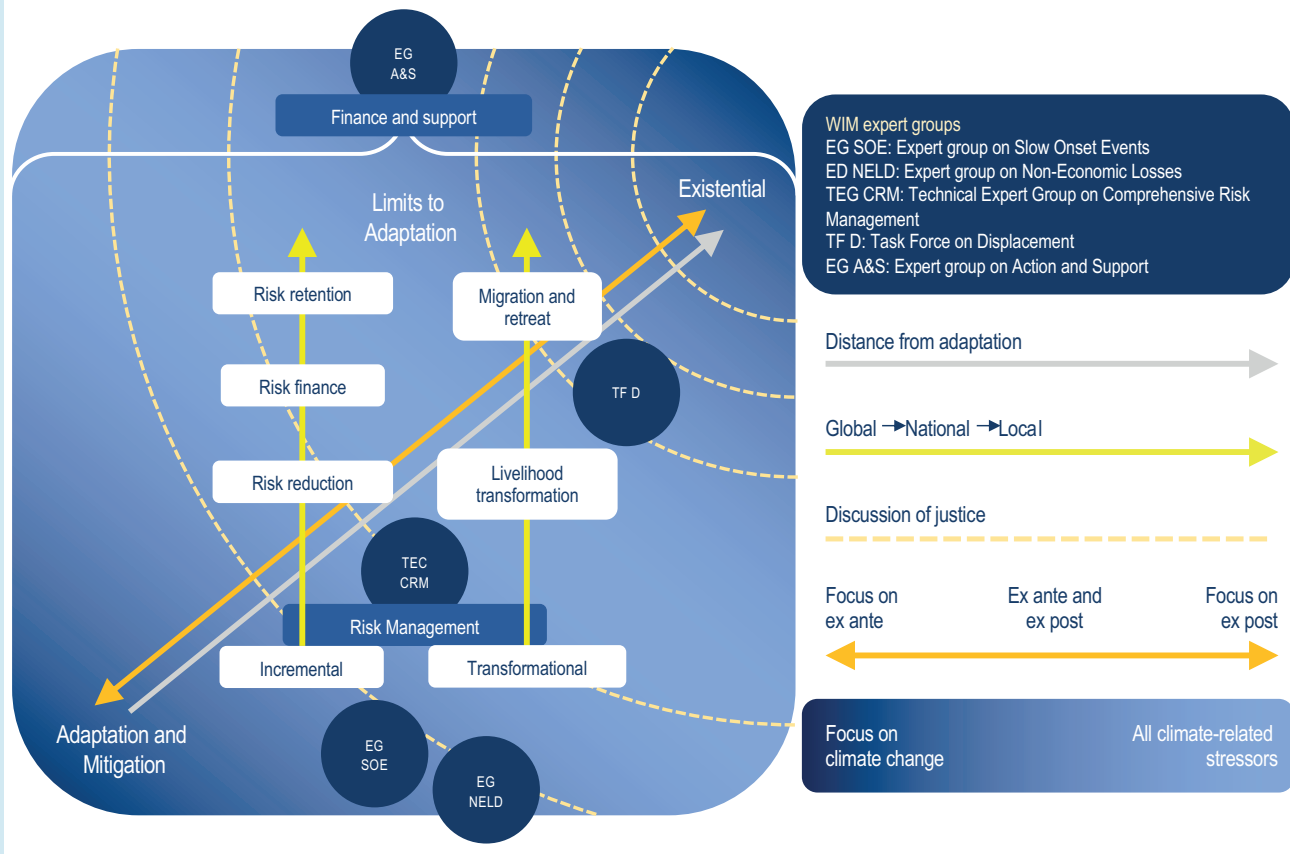 EG
A&S
Finance and support
Limits to
Adaptation
Existential
Risk retention
Migration and
retreat
Risk finance
TF D
Risk reduction
Livelihood
transformation
TEC
CRM
Risk Management
Incremental
Transformational
Adaptation and
Mitigation
EG
SOE
EG
NELD
WIM expert groups
EG SOE: Expert group on Slow Onset Events
ED NELD: Expert group on Non-Economic Losses
TEG CRM: Technical Expert Group on Comprehensive Risk
Management
TF D: Task Force on Displacement
EG A&S: Expert group on Action and Support
Distance from adaptation
Global → National → Local
Discussion of justice
Focus on
ex ante
Ex ante and
ex post
Focus on
ex post
Focus on
climate change
All climate-related
stressors